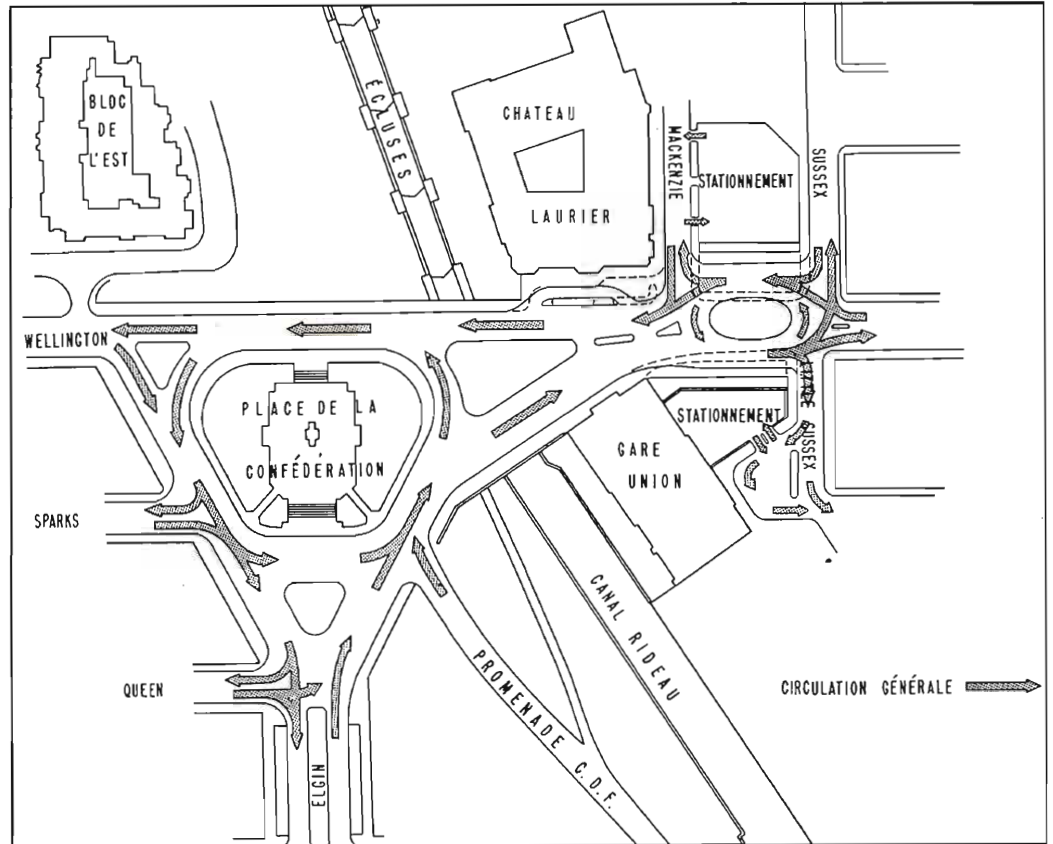 BLOC
DE
L'EST
ÉCLUSES
CHATEAU
LAURIER
MACKENZIE
STATIONNEMENT
SUSSEX
WELLINGTON
PLACE DE LA
CONFÉDÉRATION
STATIONNEMENT
SUSSEX
GARE
UNION
SPARKS
CANAL RIDEAU
QUEEN
PROMENADE C.D.F.
CIRCULATION GÉNÉRALE
ELGIN